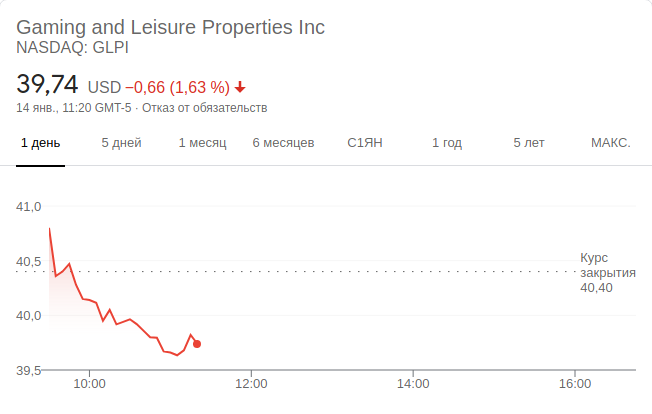 Gaming and Leisure Properties Inc
NASDAQ: GLPI
39,74 USD −0,66 (1,63 %)
14 янв., 11:20 GMT-5 · Отказ от обязательств
1 день 5 дней 1 месяц 6 месяцев С1ЯН 1 год 5 лет МАКС.
41,0
40,5
40,0
39,5
Курс
закрытия
40,40
10:00 12:00 14:00 16:00